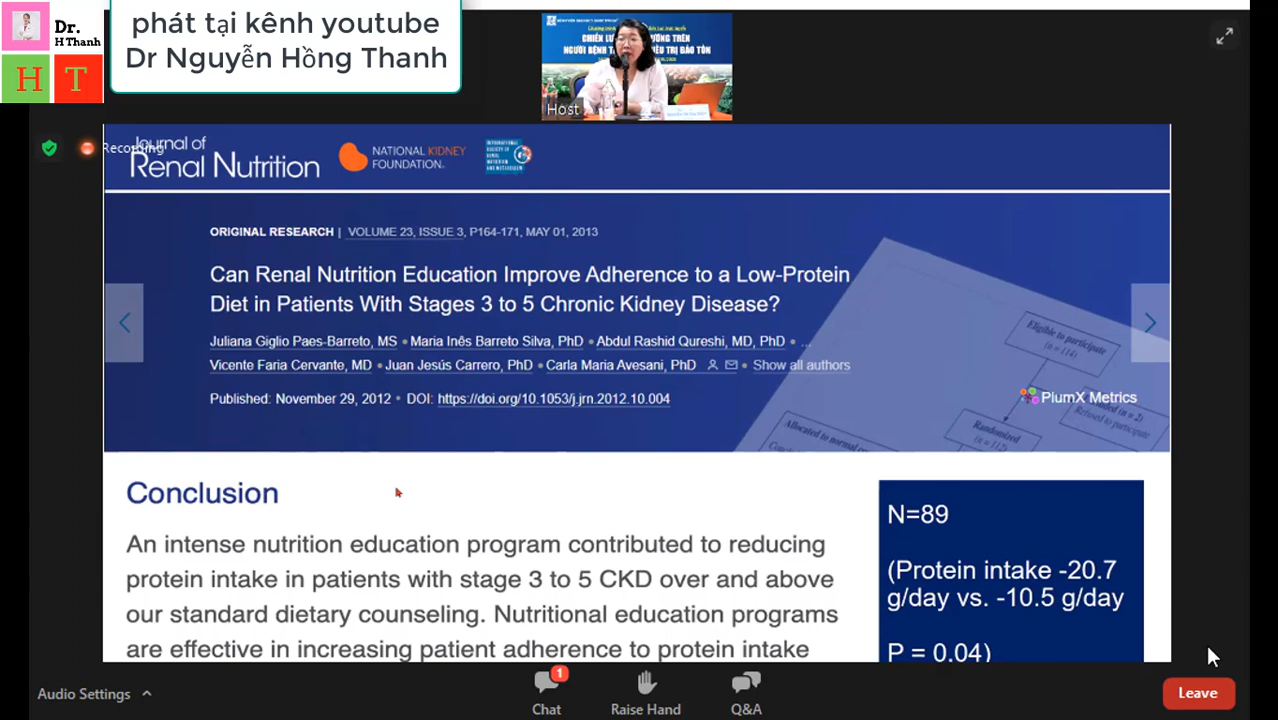 Dr.
H Thanh
H T
phát tại kênh youtube
Dr Nguyễn Hồng Thanh
Host
Recording
Journal of
Renal Nutrition
NATIONAL KIDNEY
FOUNDATION
ORIGINAL RESEARCH | VOLUME 23, ISSUE 3, P164-171, MAY 01, 2013
Can Renal Nutrition Education Improve Adherence to a Low-Protein
Diet in Patients With Stages 3 to 5 Chronic Kidney Disease?
Juliana Giglio Paes-Barreto, MS • Maria Inês Barreto Silva, PhD • Abdul Rashid Qureshi, MD, PhD • ...
Vicente Faria Cervante, MD • Juan Jesús Carrero, PhD • Carla Maria Avesani, PhD • Show all authors
Published: November 29, 2012 • DOI: https://doi.org/10.1053/j.jrn.2012.10.004
Eligible to participate
(n = 114)
Refused to participate
Randomized
(n = 112)
PlumX Metrics
Conclusion
An intense nutrition education program contributed to reducing
protein intake in patients with stage 3 to 5 CKD over and above
our standard dietary counseling. Nutritional education programs
are effective in increasing patient adherence to protein intake
N=89
(Protein intake -20.7
g/day vs. -10.5 g/day
P = 0.04)
Audio Settings
1
Chat
Raise Hand
Q&A
Leave